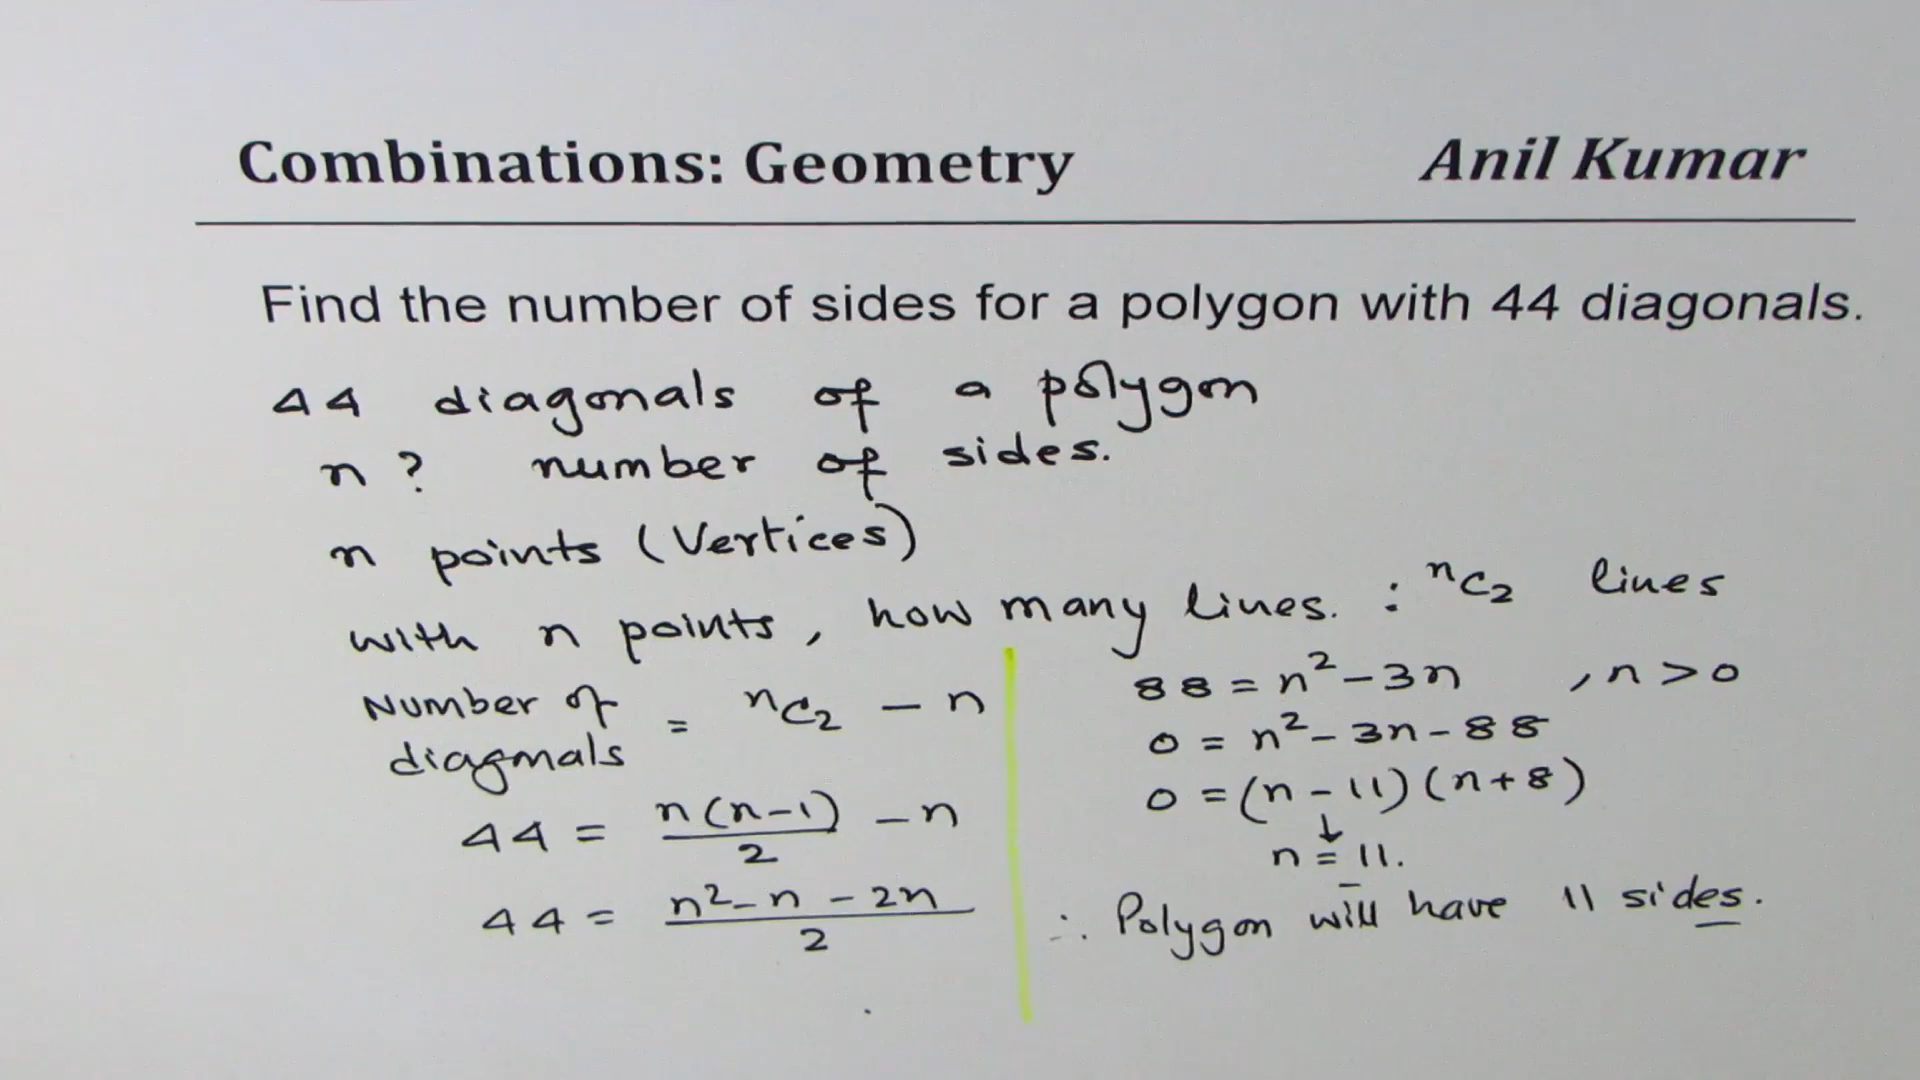 Combinations: Geometry
Anil Kumar
Find the number of sides for a polygon with 44 diagonals.
44 diagonals of a polygon
n ? number of sides.
n points (Vertices)
with n points, how many lines. : ⁿC₂ lines
Number of diagonals = ⁿC₂ - n
44 = n(n-1)/2 - n
44 = (n² - n - 2n)/2
88 = n² - 3n , n > 0
0 = n² - 3n - 88
0 = (n - 11)(n + 8)
↓
n = 11.
∴ Polygon will have 11 sides.